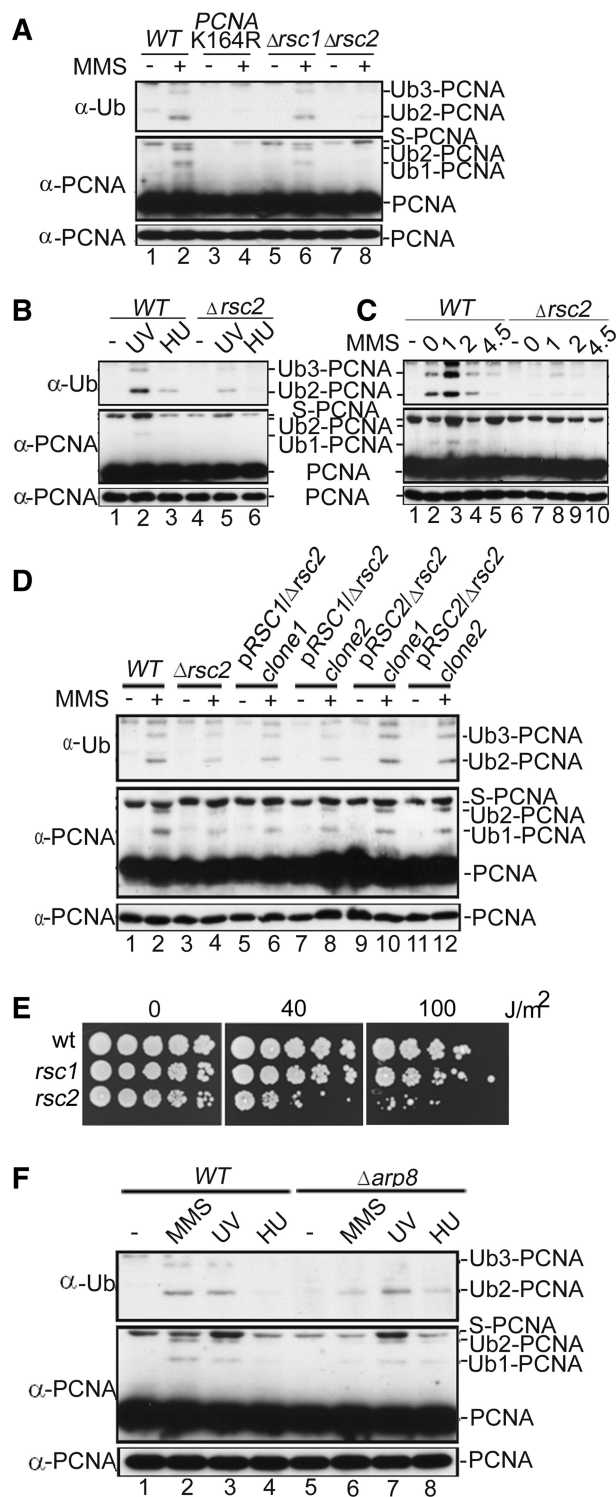 A
PCNA
WT K164R Δrsc1 Δrsc2
MMS - + - + - + - +
α-Ub
Ub3-PCNA
Ub2-PCNA
S-PCNA
Ub2-PCNA
Ub1-PCNA
α-PCNA
PCNA
α-PCNA PCNA
1 2 3 4 5 6 7 8
B
WT Δrsc2
- UV HU - UV HU
α-Ub
Ub3-PCNA
Ub2-PCNA
S-PCNA
Ub2-PCNA
Ub1-PCNA
α-PCNA
PCNA
α-PCNA PCNA
1 2 3 4 5 6
C
WT Δrsc2
MMS - 0 1 2 4.5 - 0 1 2 4.5
1 2 3 4 5 6 7 8 9 10
D
WT Δrsc2
pRSC1/Δrsc2 clone1
pRSC1/Δrsc2 clone2
pRSC2/Δrsc2 clone1
pRSC2/Δrsc2 clone2
MMS - + - + - + - + - + - +
α-Ub
Ub3-PCNA
Ub2-PCNA
S-PCNA
Ub2-PCNA
Ub1-PCNA
α-PCNA
PCNA
α-PCNA PCNA
1 2 3 4 5 6 7 8 9 10 11 12
E
0 40 100 J/m2
wt
rsc1
rsc2
F
WT Δarp8
- MMS UV HU - MMS UV HU
α-Ub
Ub3-PCNA
Ub2-PCNA
S-PCNA
Ub2-PCNA
Ub1-PCNA
α-PCNA
PCNA
α-PCNA PCNA
1 2 3 4 5 6 7 8